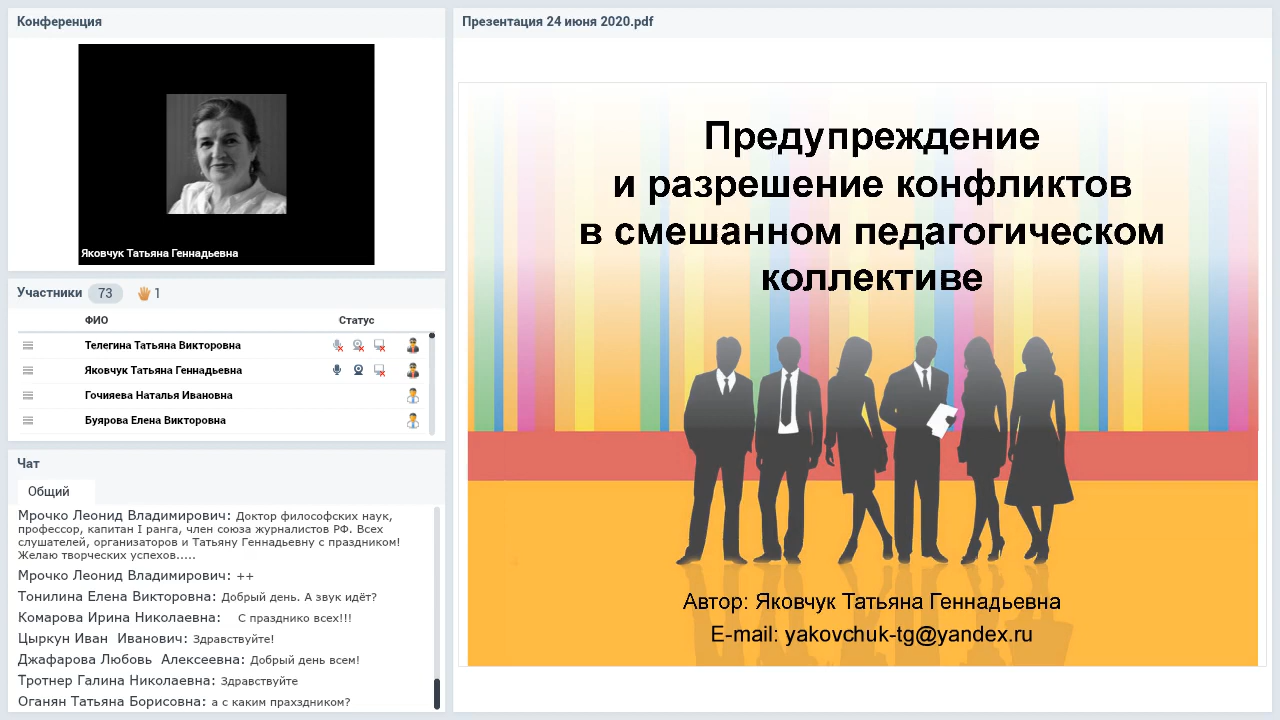 Конференция
Яковчук Татьяна Геннадьевна
Участники 73 1
ФИО Статус
Телегина Татьяна Викторовна
Яковчук Татьяна Геннадьевна
Гочияева Наталья Ивановна
Буярова Елена Викторовна
Чат
Общий
Мрочко Леонид Владимирович: Доктор философских наук,
профессор, капитан I ранга, член союза журналистов РФ. Всех
слушателей, организаторов и Татьяну Геннадьевну с праздником!
Желаю творческих успехов.....
Мрочко Леонид Владимирович: ++
Тонилина Елена Викторовна: Добрый день. А звук идёт?
Комарова Ирина Николаевна: С празднико всех!!!
Цыркун Иван Иванович: Здравствуйте!
Джафарова Любовь Алексеевна: Добрый день всем!
Тротнер Галина Николаевна: Здравствуйте
Оганян Татьяна Борисовна: а с каким прахздником?
Презентация 24 июня 2020.pdf
Предупреждение
и разрешение конфликтов
в смешанном педагогическом
коллективе
Автор: Яковчук Татьяна Геннадьевна
E-mail: yakovchuk-tg@yandex.ru